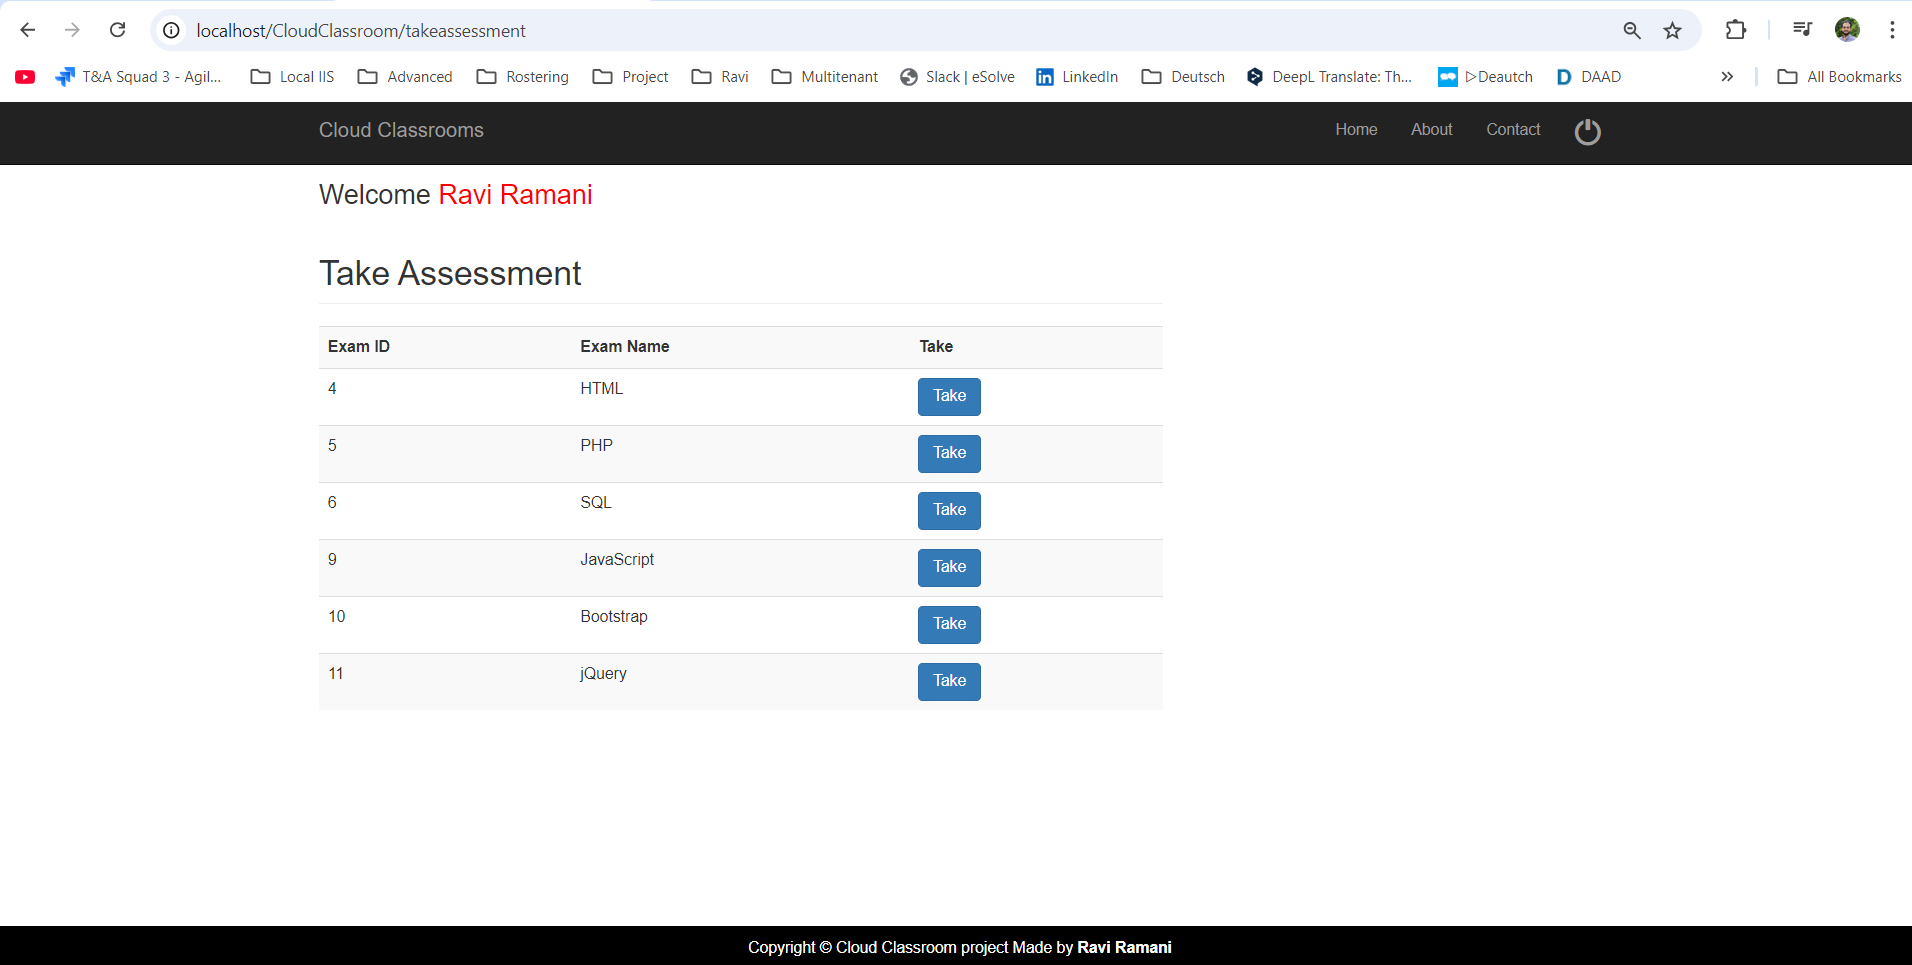 localhost/CloudClassroom/takeassessment
T&A Squad 3 - Agil... Local IIS Advanced Rostering Project Ravi Multitenant Slack | eSolve LinkedIn Deutsch DeepL Translate: Th... ▷Deautch DAAD » All Bookmarks
Cloud Classrooms Home About Contact
Welcome Ravi Ramani
Take Assessment
Exam ID Exam Name Take
4 HTML Take
5 PHP Take
6 SQL Take
9 JavaScript Take
10 Bootstrap Take
11 jQuery Take
Copyright © Cloud Classroom project Made by Ravi Ramani